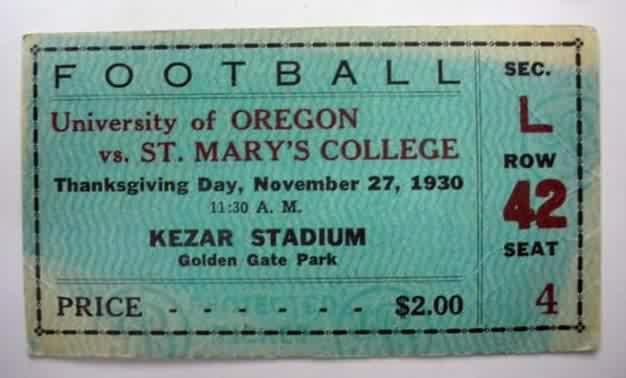 FOOTBALL
University of OREGON
vs. ST. MARY'S COLLEGE
Thanksgiving Day, November 27, 1930
11:30 A. M.
KEZAR STADIUM
Golden Gate Park
PRICE - - - - - - $2.00
SEC.
L
ROW
42
SEAT
4